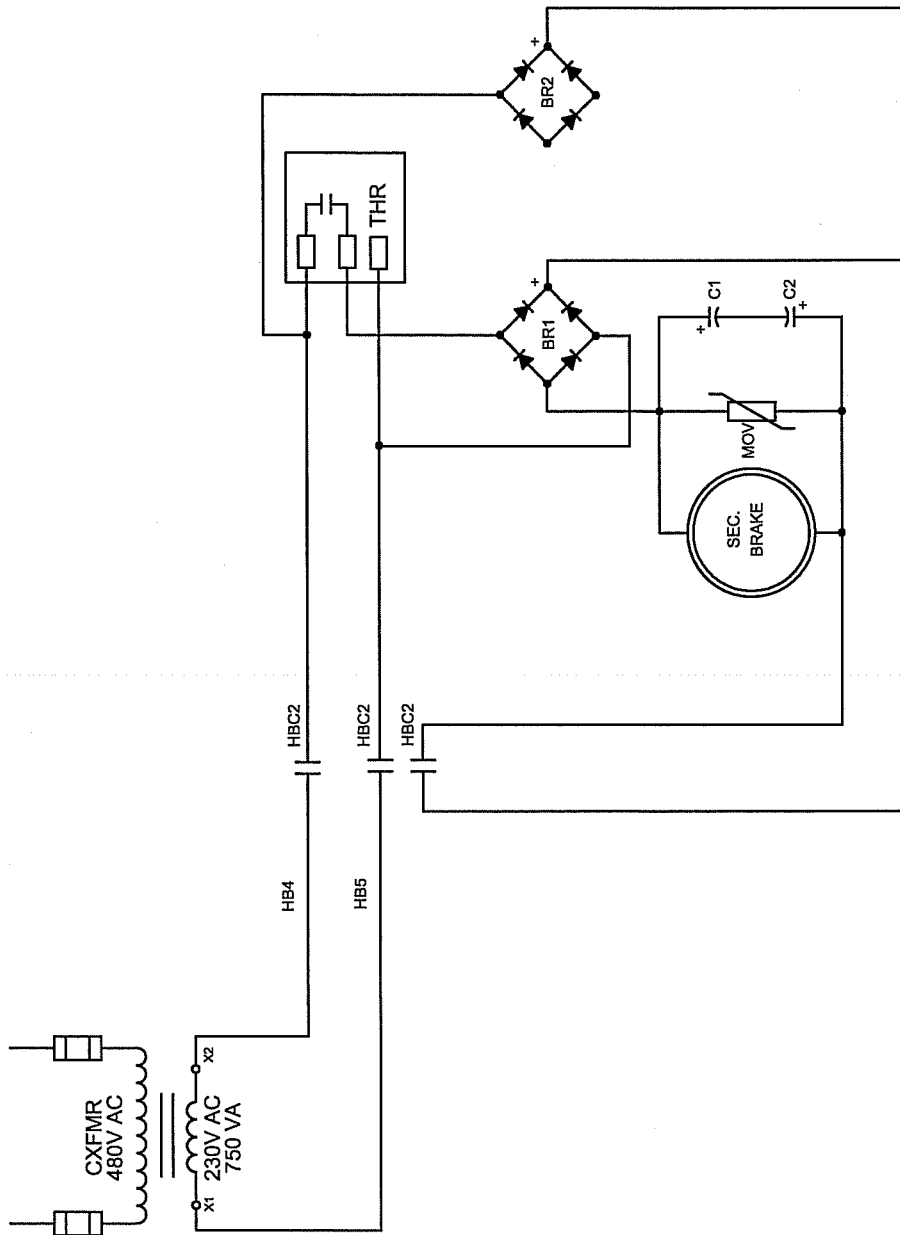 CXFMR
480V AC
230V AC
750 VA
X1
X2
HB4
HB5
HBC2
HBC2
HBC2
THR
BR1
+
BR2
+
SEC.
BRAKE
MOV
+
C1
C2
+